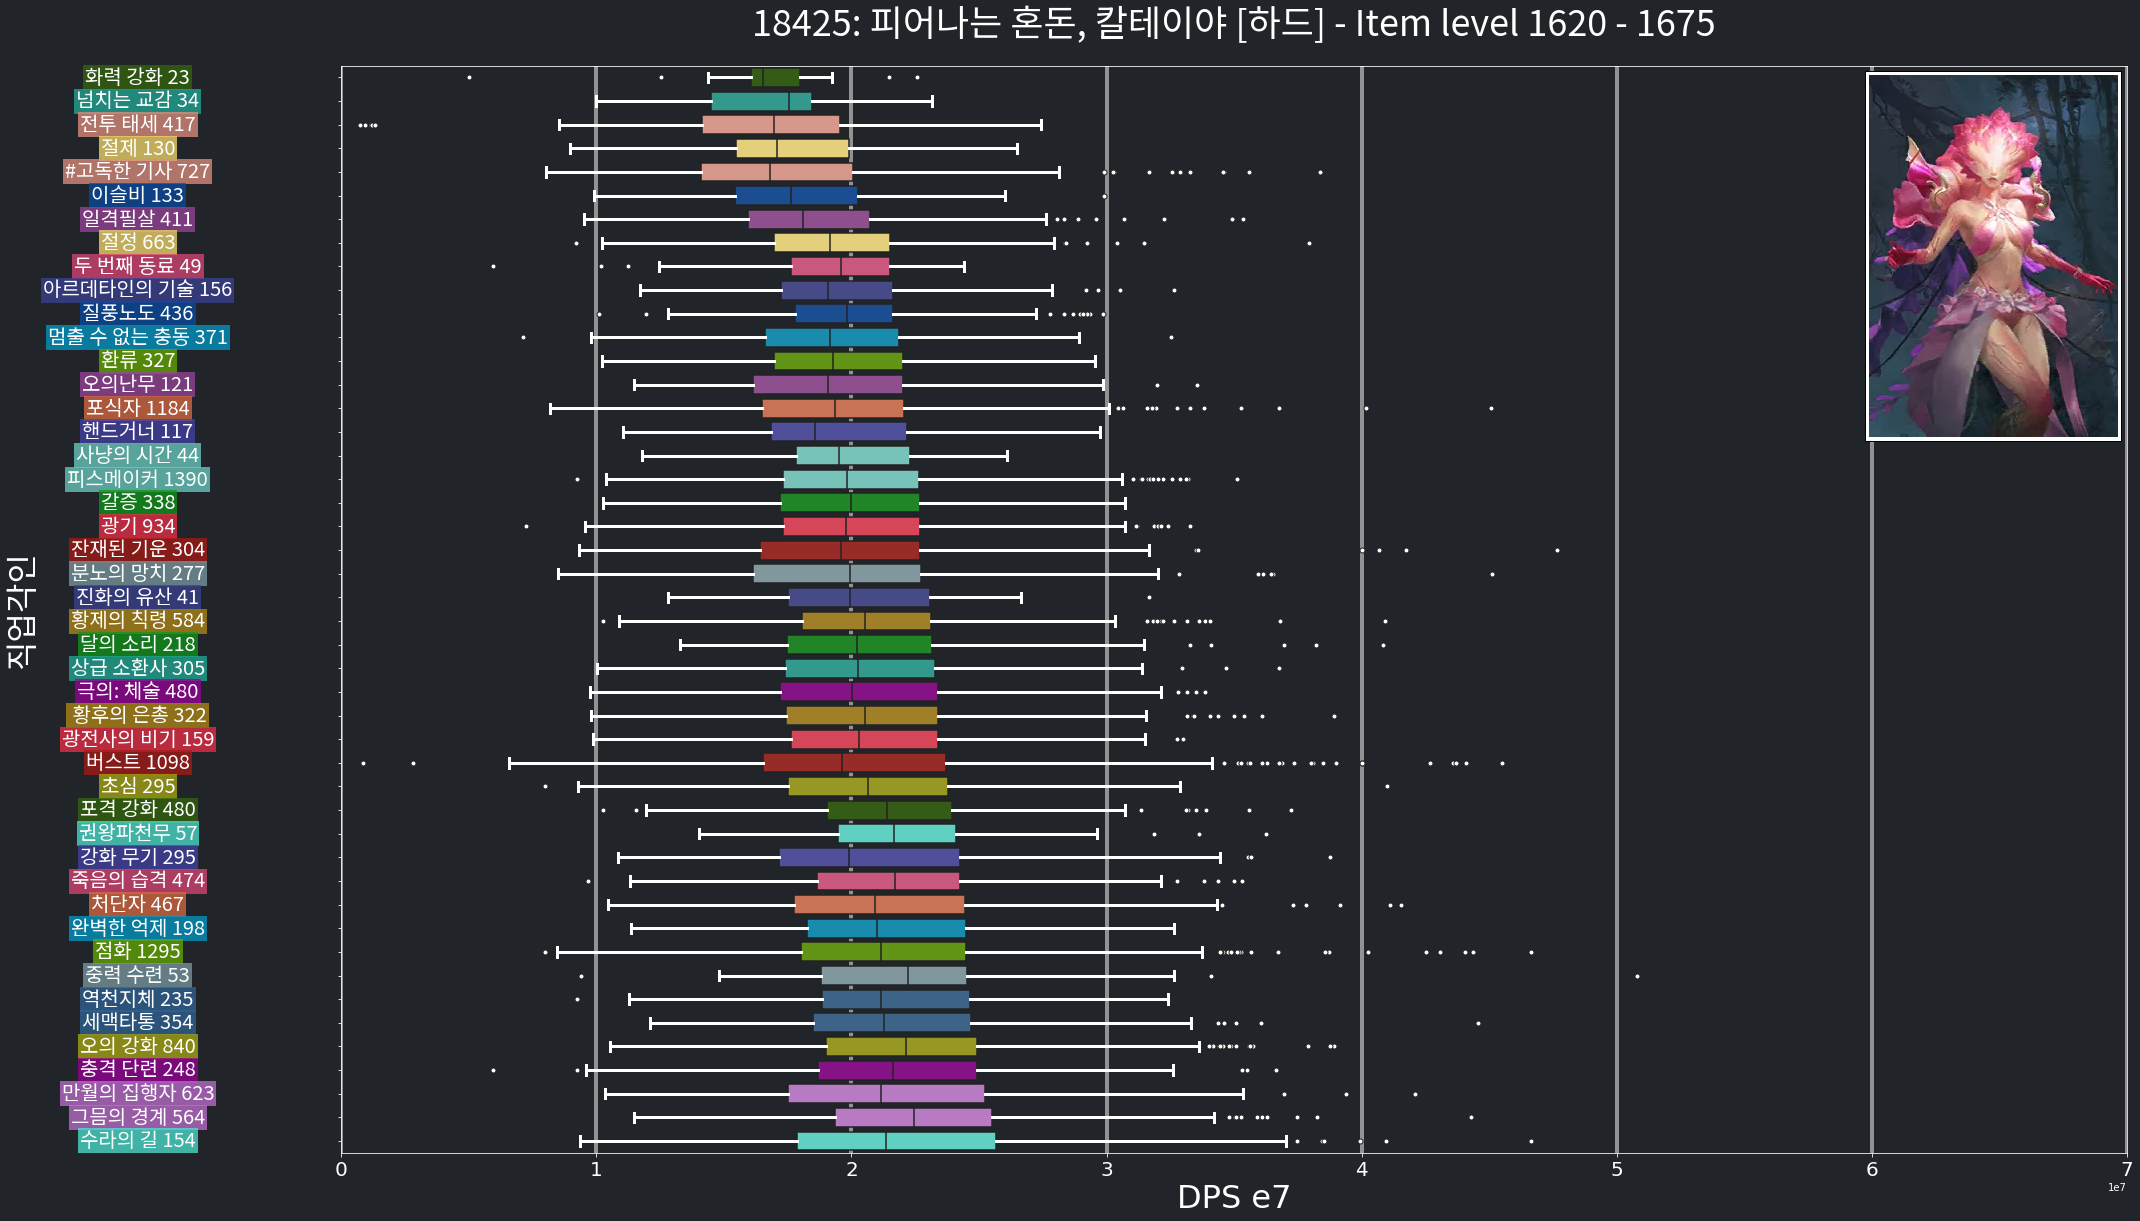 18425: 피어나는 혼돈, 칼테이야 [하드] - Item level 1620 - 1675
직업각인
화력 강화 23
넘치는 교감 34
전투 태세 417
절제 130
#고독한 기사 727
이슬비 133
일격필살 411
절정 663
두 번째 동료 49
아르데타인의 기술 156
질풍노도 436
멈출 수 없는 충동 371
환류 327
오의난무 121
포식자 1184
핸드거너 117
사냥의 시간 44
피스메이커 1390
갈증 338
광기 934
잔재된 기운 304
분노의 망치 277
진화의 유산 41
황제의 칙령 584
달의 소리 218
상급 소환사 305
극의: 체술 480
황후의 은총 322
광전사의 비기 159
버스트 1098
초심 295
포격 강화 480
권왕파천무 57
강화 무기 295
죽음의 습격 474
처단자 467
완벽한 억제 198
점화 1295
중력 수련 53
역천지체 235
세맥타통 354
오의 강화 840
충격 단련 248
만월의 집행자 623
그믐의 경계 564
수라의 길 154
0 1 2 3 4 5 6 7
DPS e7
1e7